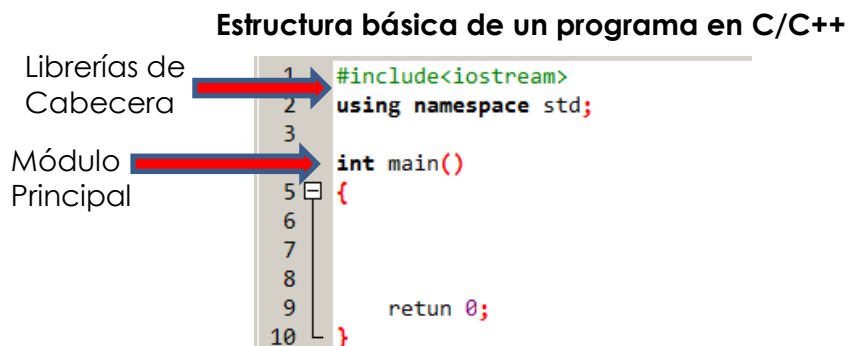 Estructura básica de un programa en C/C++
Librerías de
Cabecera
1 #include<iostream>
2 using namespace std;
3
Módulo
Principal
int main()
5 {
6
7
8
9 retun 0;
10 }